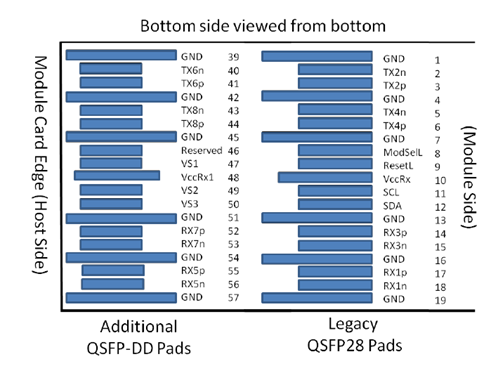 Bottom side viewed from bottom
Module Card Edge (Host Side)
GND 39
TX6n 40
TX6p 41
GND 42
TX8n 43
TX8p 44
GND 45
Reserved 46
VS1 47
VccRx1 48
VS2 49
VS3 50
GND 51
RX7p 52
RX7n 53
GND 54
RX5p 55
RX5n 56
GND 57
Additional
QSFP-DD Pads
GND 1
TX2n 2
TX2p 3
GND 4
TX4n 5
TX4p 6
GND 7
ModSelL 8
ResetL 9
VccRx 10
SCL 11
SDA 12
GND 13
RX3p 14
RX3n 15
GND 16
RX1p 17
RX1n 18
GND 19
Legacy
QSFP28 Pads
(Module Side)